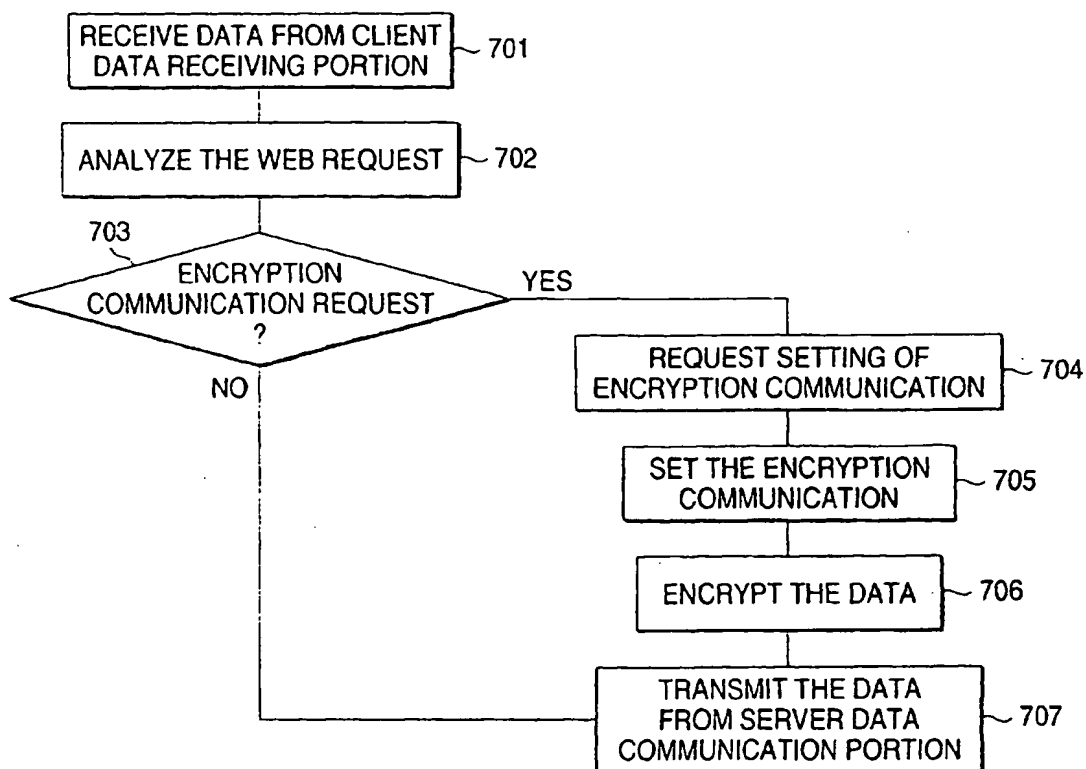 RECEIVE DATA FROM CLIENT
DATA RECEIVING PORTION
701
ANALYZE THE WEB REQUEST
702
703
ENCRYPTION
COMMUNICATION REQUEST
?
YES
NO
REQUEST SETTING OF
ENCRYPTION COMMUNICATION
704
SET THE ENCRYPTION
COMMUNICATION
705
ENCRYPT THE DATA
706
TRANSMIT THE DATA
FROM SERVER DATA
COMMUNICATION PORTION
707